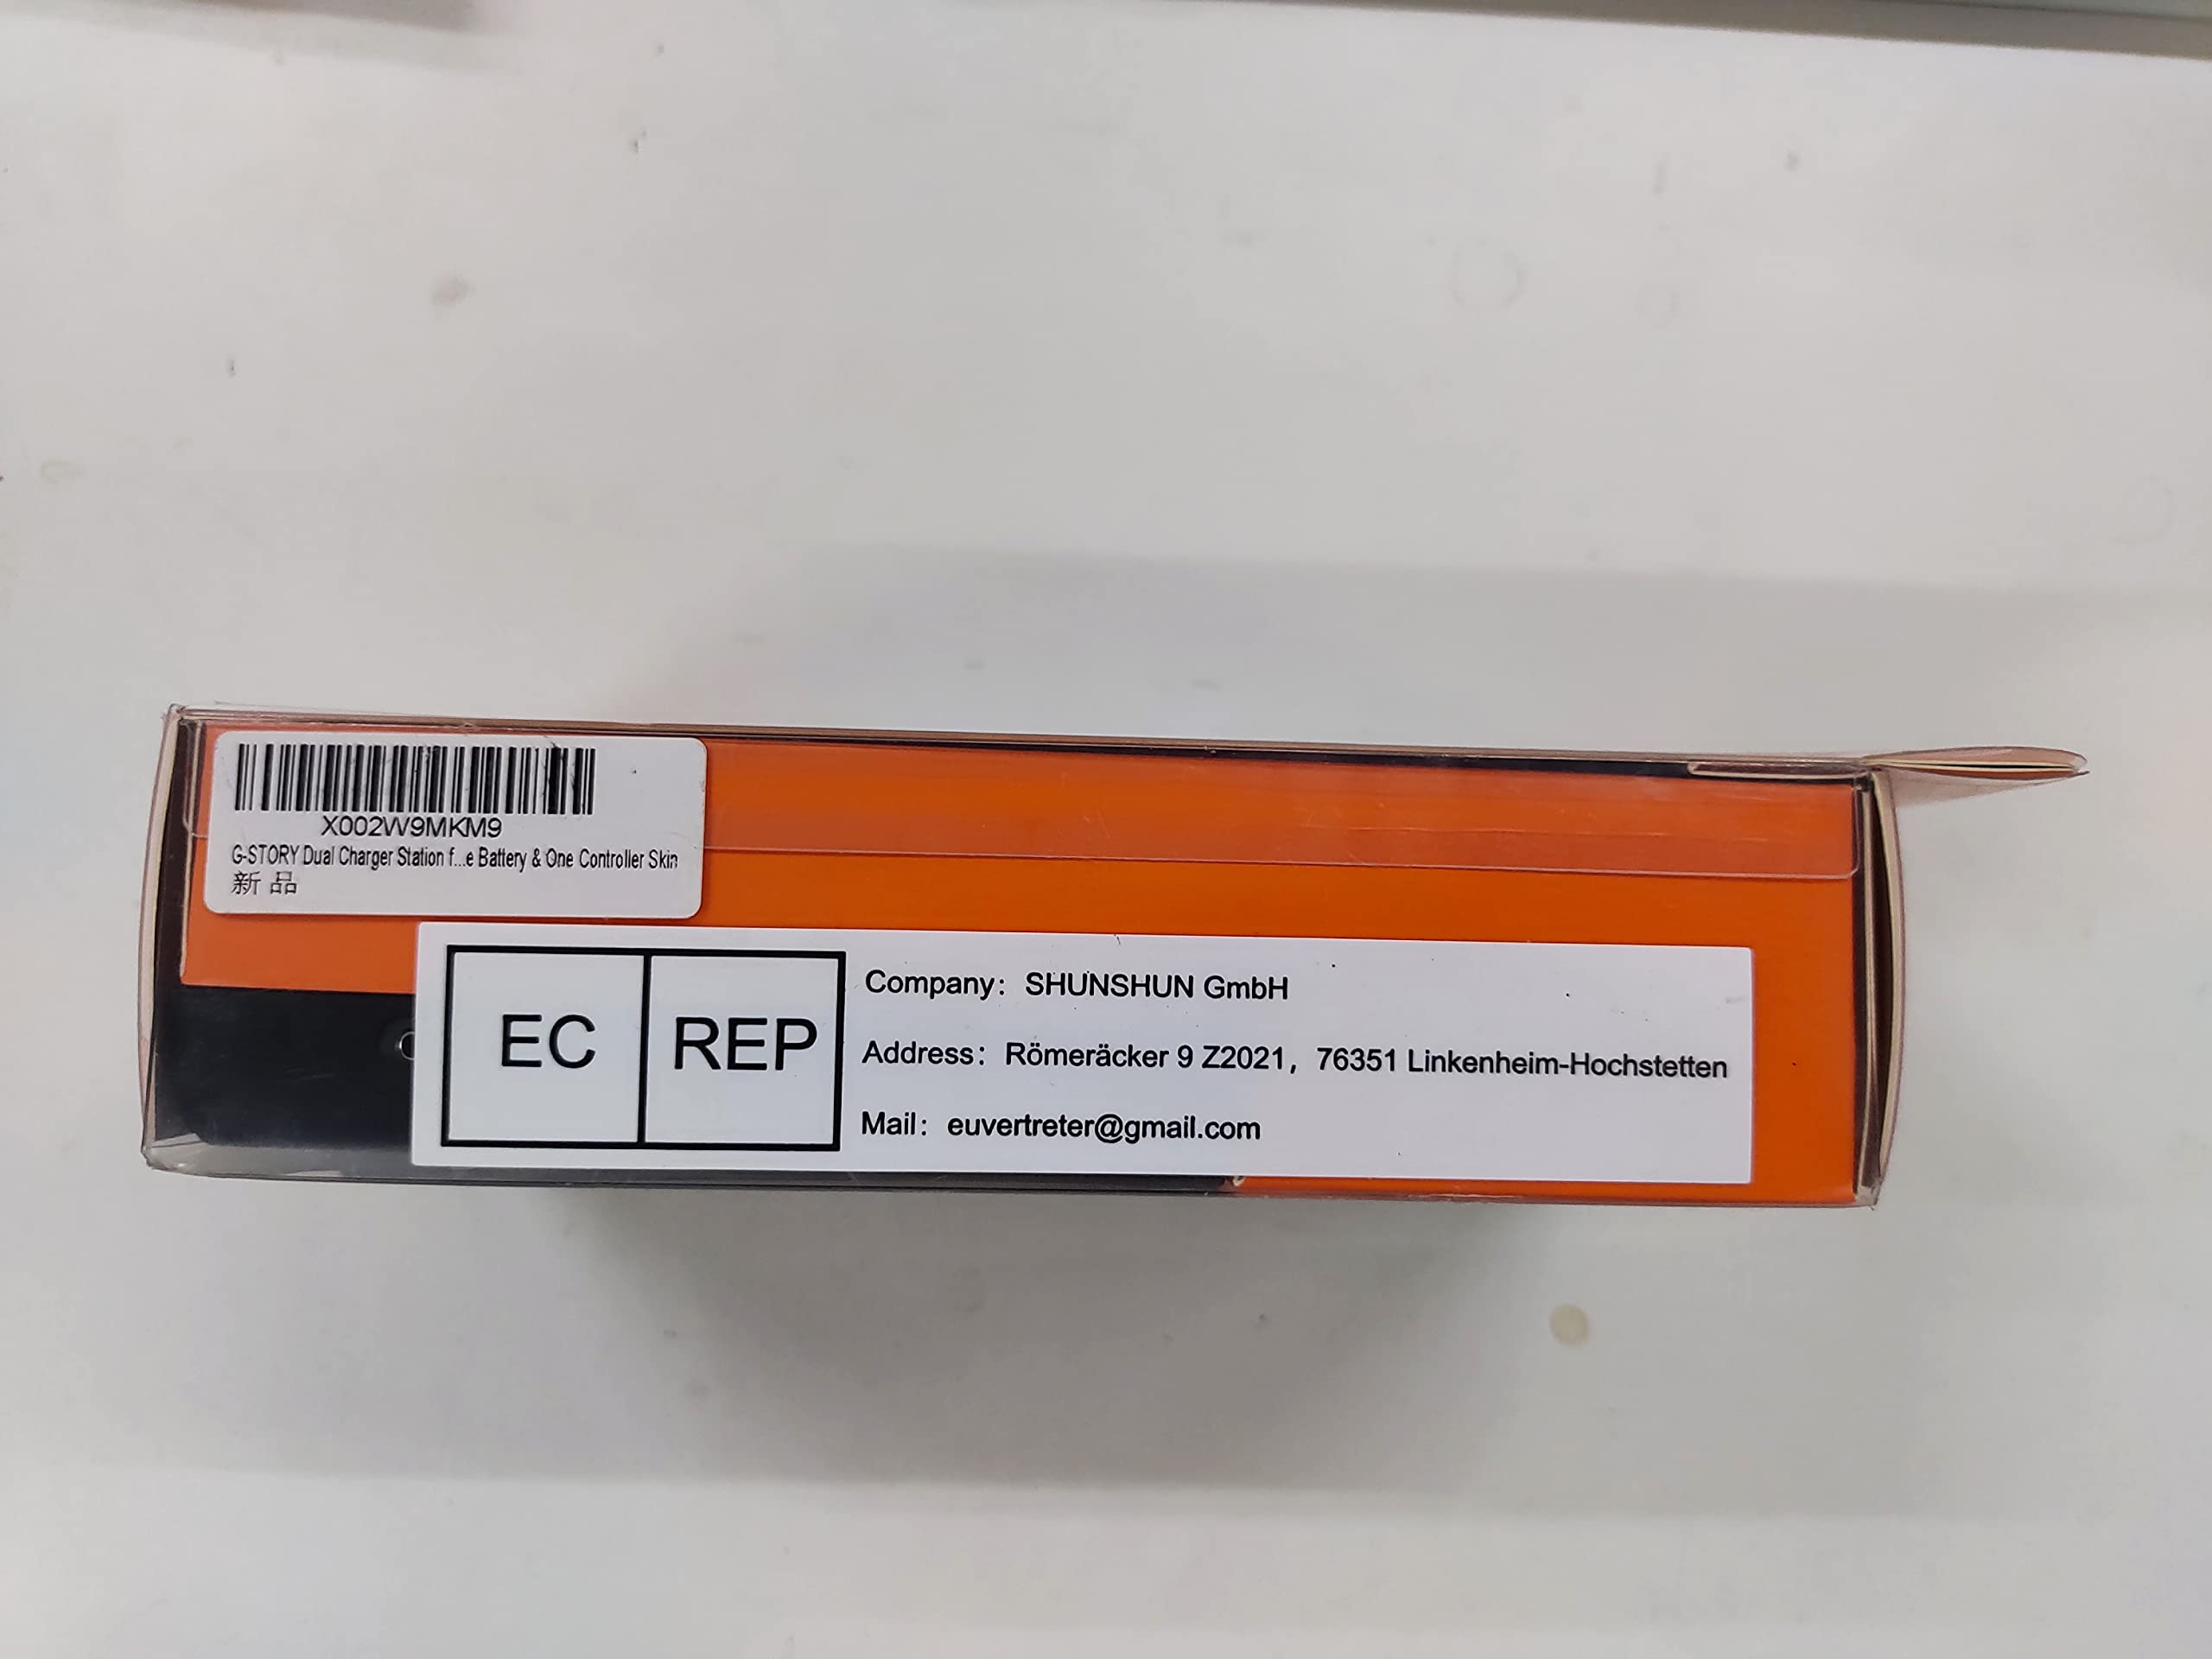 X002W9MKM9
G-STORY Dual Charger Station f...e Battery & One Controller Skin
新品
EC REP
Company: SHUNSHUN GmbH
Address: Römeräcker 9 Z2021, 76351 Linkenheim-Hochstetten
Mail: euvertreter@gmail.com